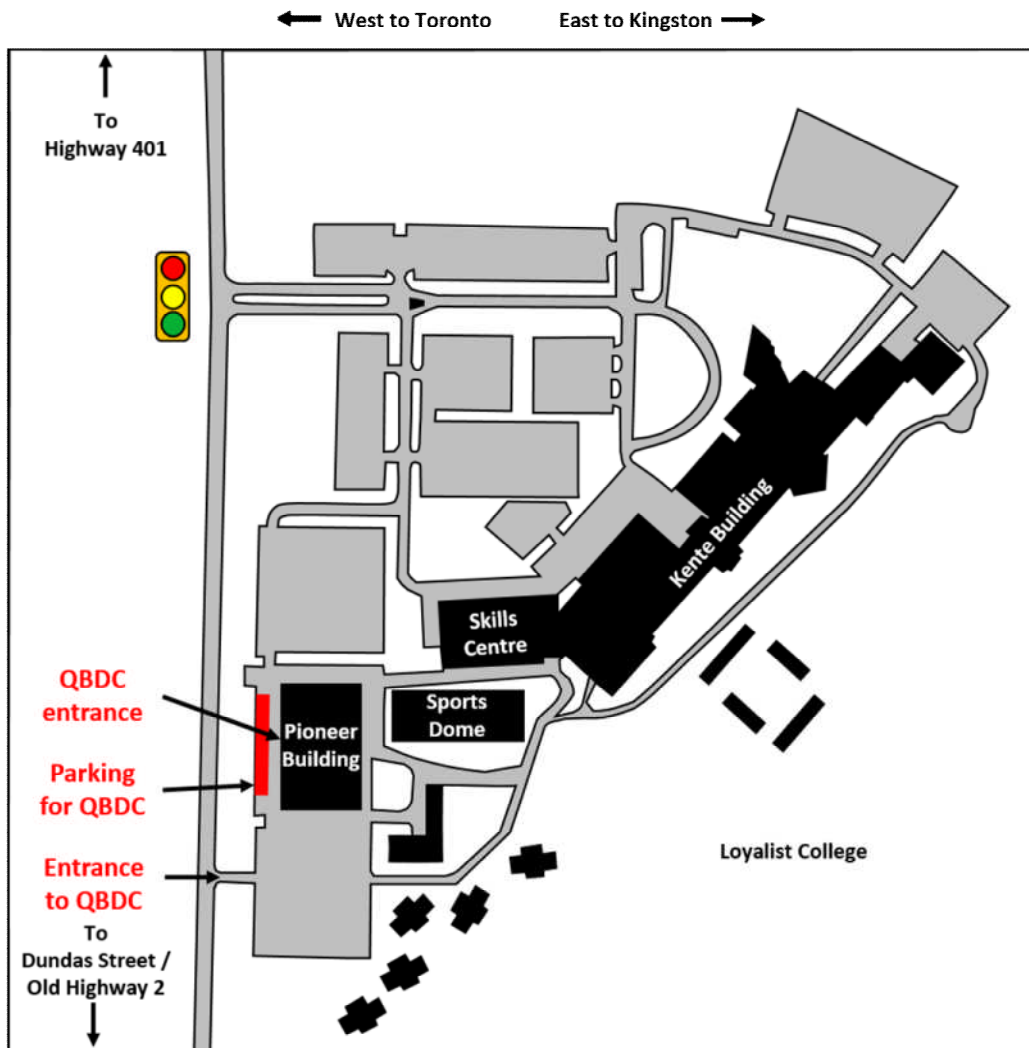 West to Toronto
East to Kingston
To
Highway 401
Kente Building
Skills
Centre
QBDC
entrance
Sports
Dome
Pioneer
Building
Parking
for QBDC
Entrance
to QBDC
Loyalist College
To
Dundas Street /
Old Highway 2